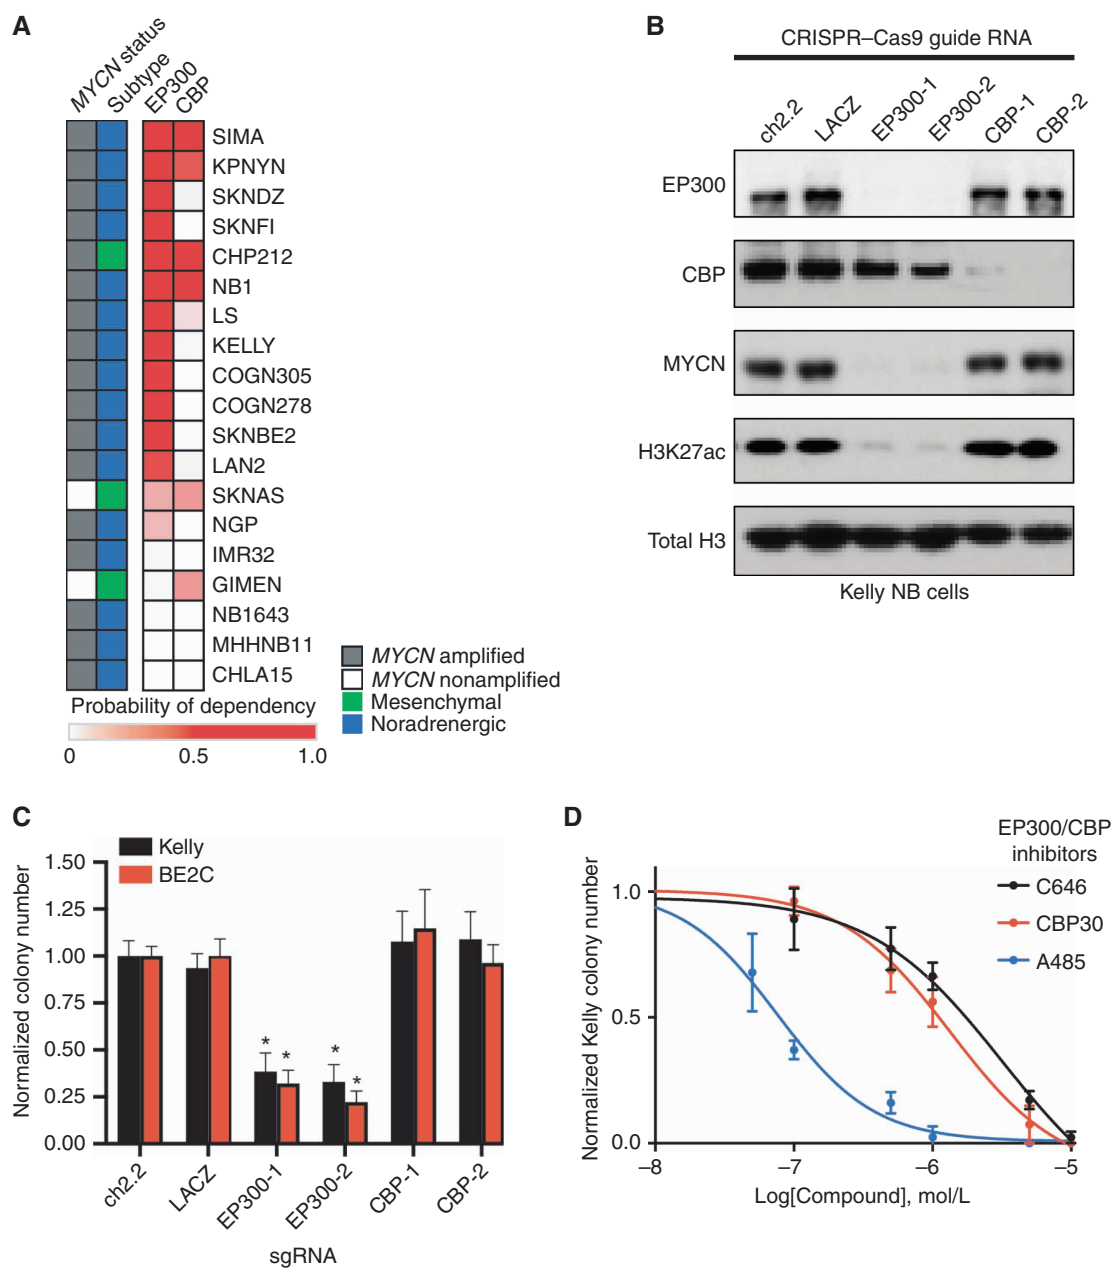 A
MYCN status
Subtype
EP300
CBP
SIMA
KPNYN
SKNDZ
SKNFI
CHP212
NB1
LS
KELLY
COGN305
COGN278
SKNBE2
LAN2
SKNAS
NGP
IMR32
GIMEN
NB1643
MHHNB11
CHLA15
Probability of dependency
0 0.5 1.0
MYCN amplified
MYCN nonamplified
Mesenchymal
Noradrenergic
B
CRISPR–Cas9 guide RNA
ch2.2 LACZ EP300-1 EP300-2 CBP-1 CBP-2
EP300
CBP
MYCN
H3K27ac
Total H3
Kelly NB cells
C
Kelly
BE2C
Normalized colony number
1.50
1.25
1.00
0.75
0.50
0.25
0.00
* * * *
ch2.2 LACZ EP300-1 EP300-2 CBP-1 CBP-2
sgRNA
D
EP300/CBP
inhibitors
C646
CBP30
A485
Normalized Kelly colony number
1.0
0.5
0.0
–8 –7 –6 –5
Log[Compound], mol/L